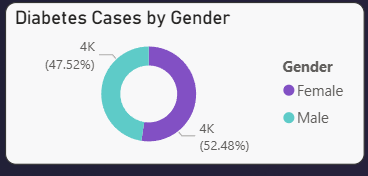 Diabetes Cases by Gender
4K
(47.52%)
Gender
Female
Male
4K
(52.48%)